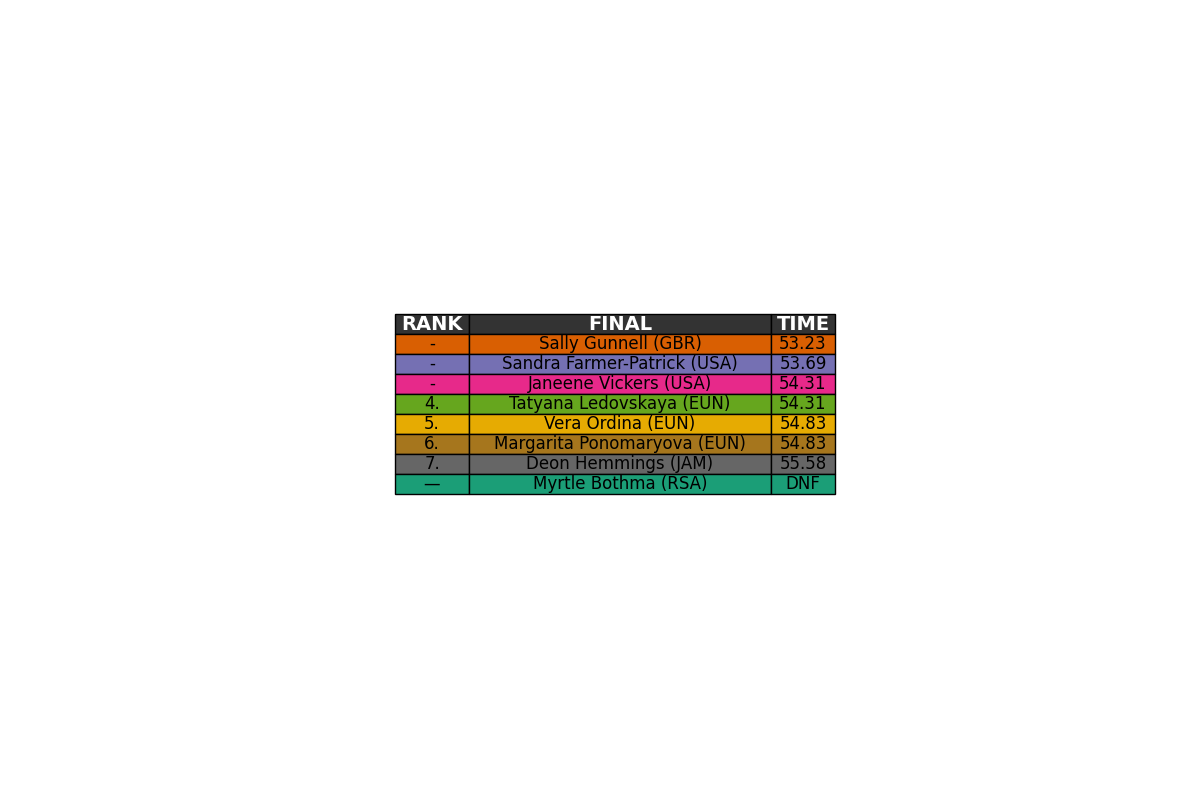 RANK FINAL TIME
- Sally Gunnell (GBR) 53.23
- Sandra Farmer-Patrick (USA) 53.69
- Janeene Vickers (USA) 54.31
4. Tatyana Ledovskaya (EUN) 54.31
5. Vera Ordina (EUN) 54.83
6. Margarita Ponomaryova (EUN) 54.83
7. Deon Hemmings (JAM) 55.58
— Myrtle Bothma (RSA) DNF